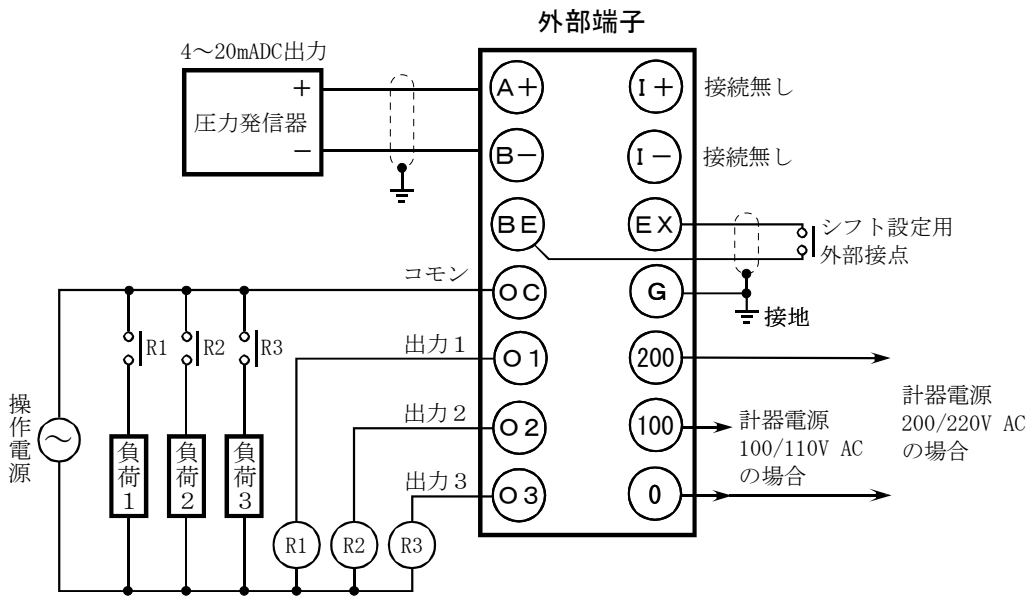 外部端子
4～20mADC出力
＋
圧力発信器
－
A＋
I＋
接続無し
B－
I－
接続無し
BE
EX
シフト設定用
外部接点
コモン
OC
G
接地
R1
R2
R3
出力１
O1
200
操作電源
～
負荷１
負荷２
負荷３
出力２
O2
100
計器電源
100/110V AC
の場合
計器電源
200/220V AC
の場合
出力３
O3
0
R1
R2
R3